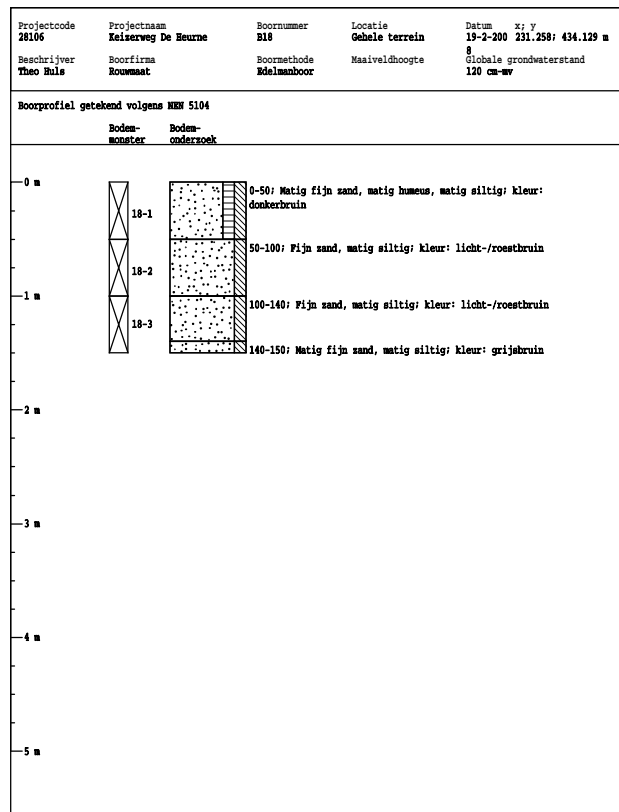 Projectcode Projectnaam Boornummer Locatie Datum x; y
28106 Keizerweg De Heurne B18 Gehele terrein 19-2-200 231.258; 434.129 m
8
Beschrijver Boorfirma Boormethode Maaiveldhoogte Globale grondwaterstand
Theo Huls Rouwmaat Edelmanboor 120 cm-mv
Boorprofiel getekend volgens NEN 5104
Bodem- Bodem-
monster onderzoek
0 m
0-50; Matig fijn zand, matig humeus, matig siltig; kleur:
donkerbruin
18-1
50-100; Fijn zand, matig siltig; kleur: licht-/roestbruin
18-2
1 m
100-140; Fijn zand, matig siltig; kleur: licht-/roestbruin
18-3
140-150; Matig fijn zand, matig siltig; kleur: grijsbruin
2 m
3 m
4 m
5 m